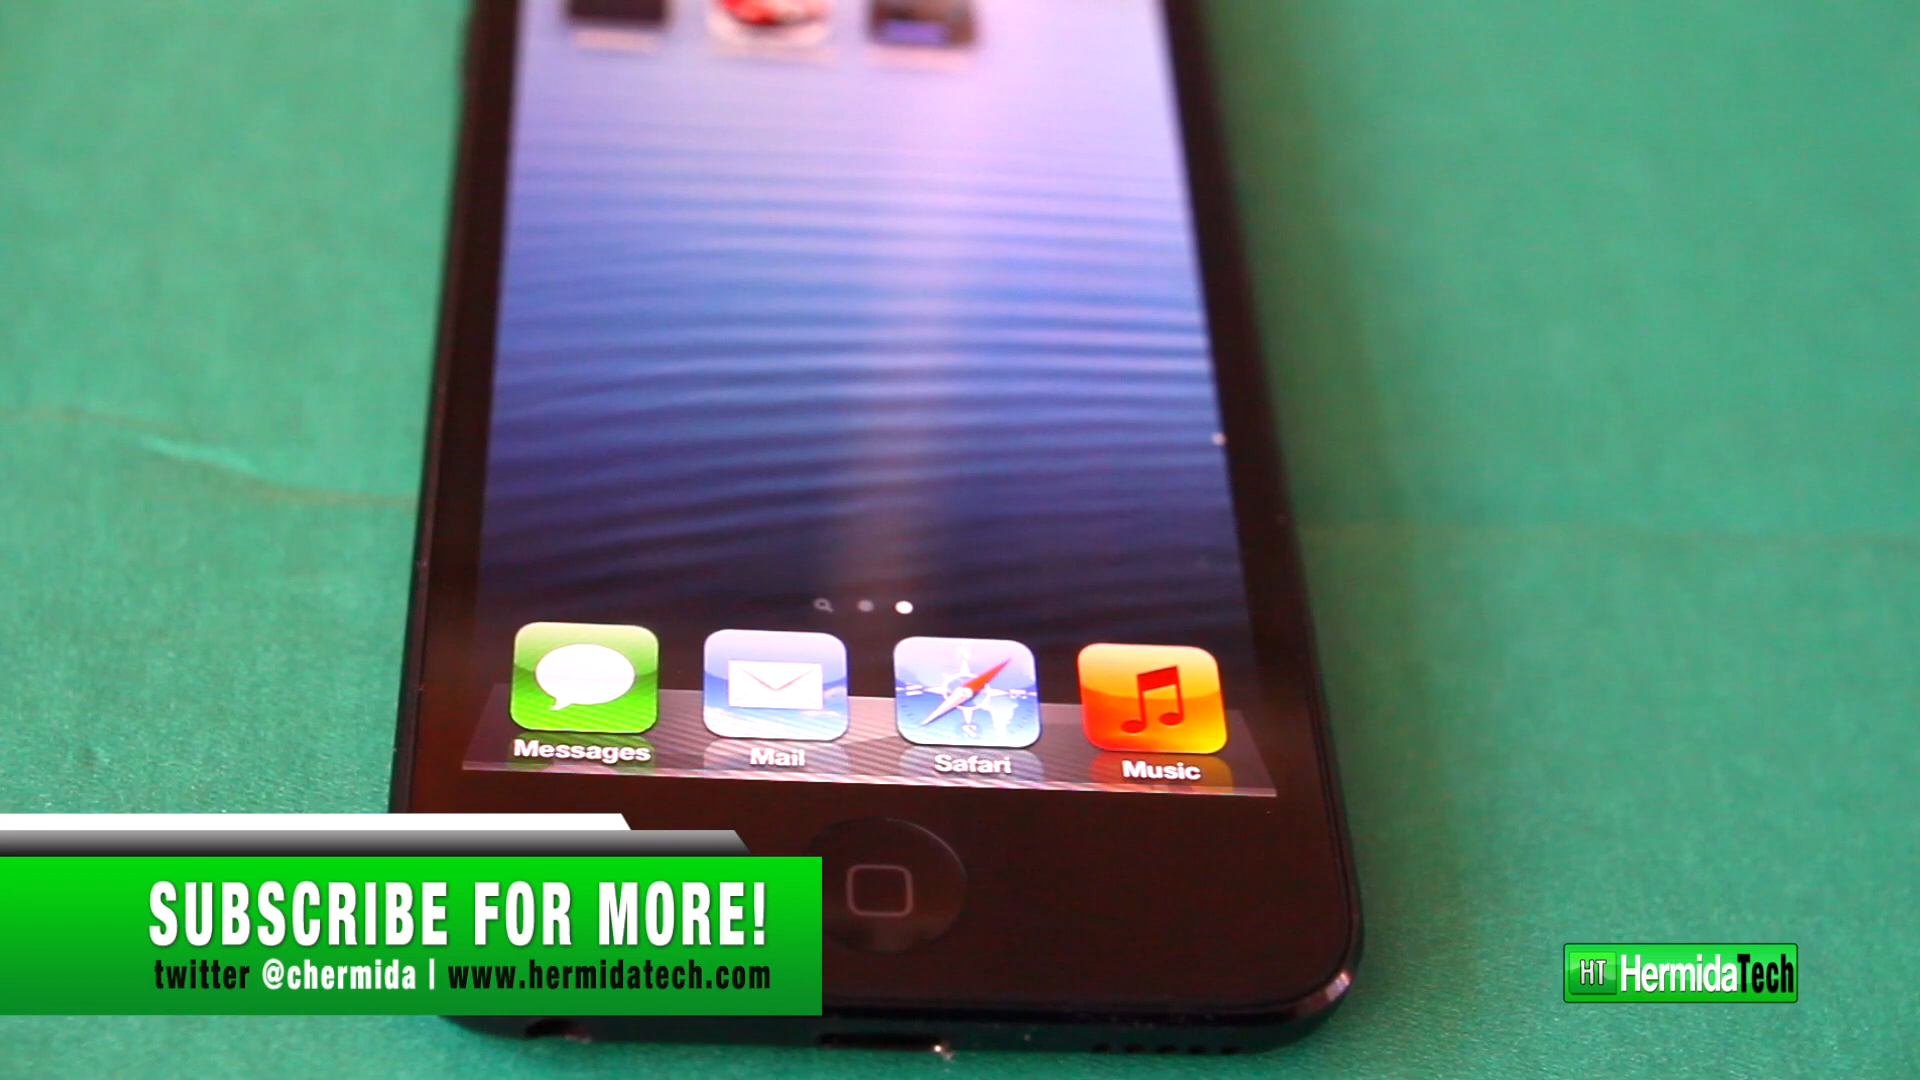 Messages
Mail
Safari
Music
SUBSCRIBE FOR MORE!
twitter @chermida | www.hermidatech.com
HT HermidaTech